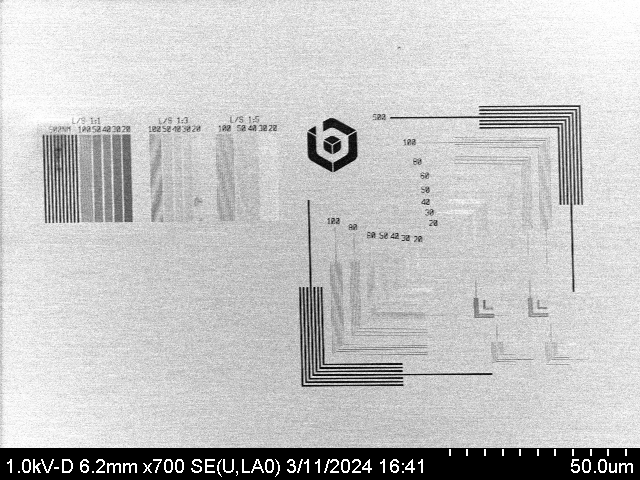 L/S 1:1
500NM 100 50 40 30 20
L/S 1:3
100 50 40 30 20
L/S 1:5
100 50 40 30 20
500
100
80
60
50
40
30
20
100
80
60 50 40 30 20
1.0kV-D 6.2mm x700 SE(U,LA0) 3/11/2024 16:41
50.0um